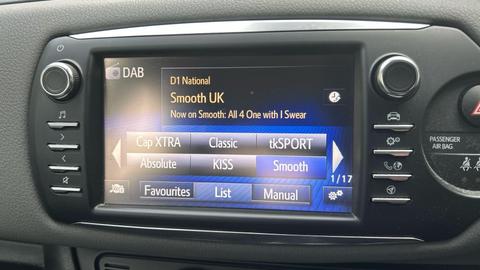 DAB
D1 National
Smooth UK
Now on Smooth: All 4 One with I Swear
Cap XTRA Classic tkSPORT
Absolute KISS Smooth
1/17
Favourites List Manual
PASSENGER
AIR BAG